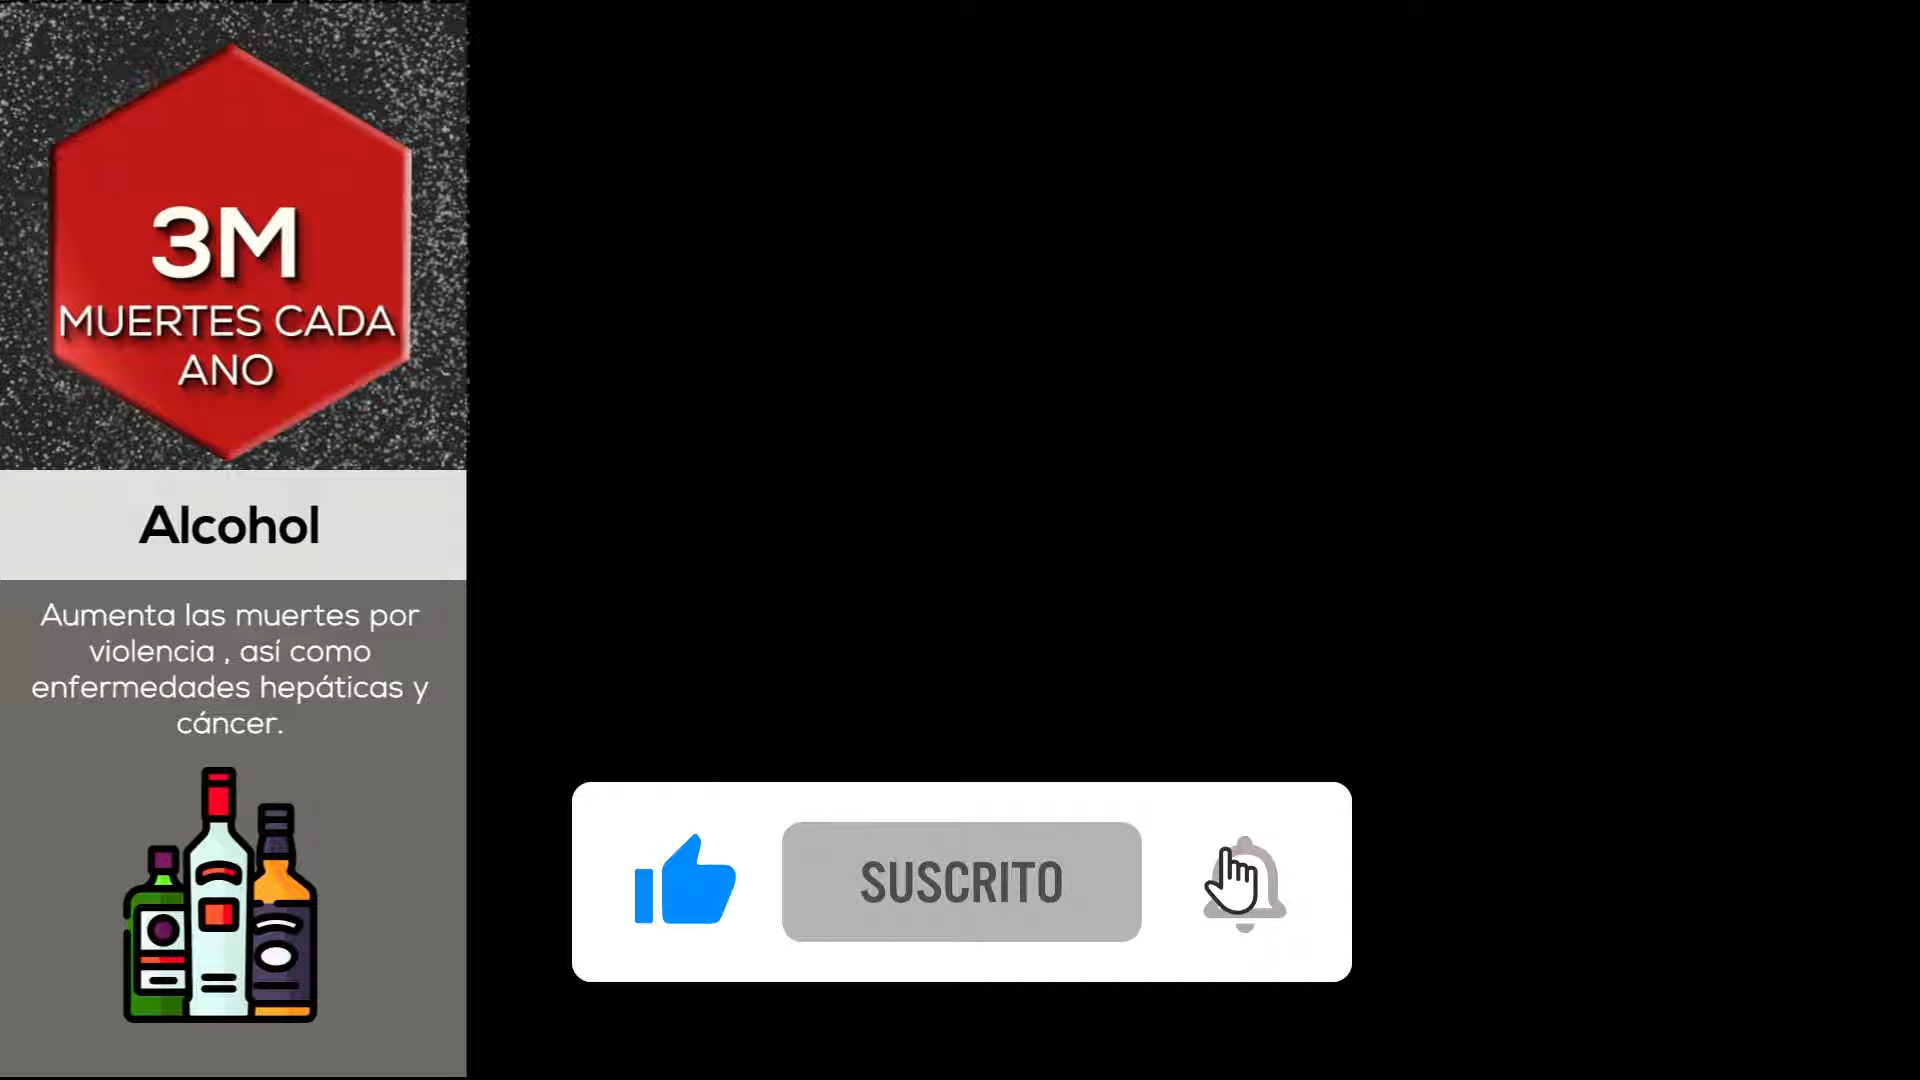 3M
MUERTES CADA
ANO
Alcohol
Aumenta las muertes por
violencia , así como
enfermedades hepáticas y
cáncer.
SUSCRITO